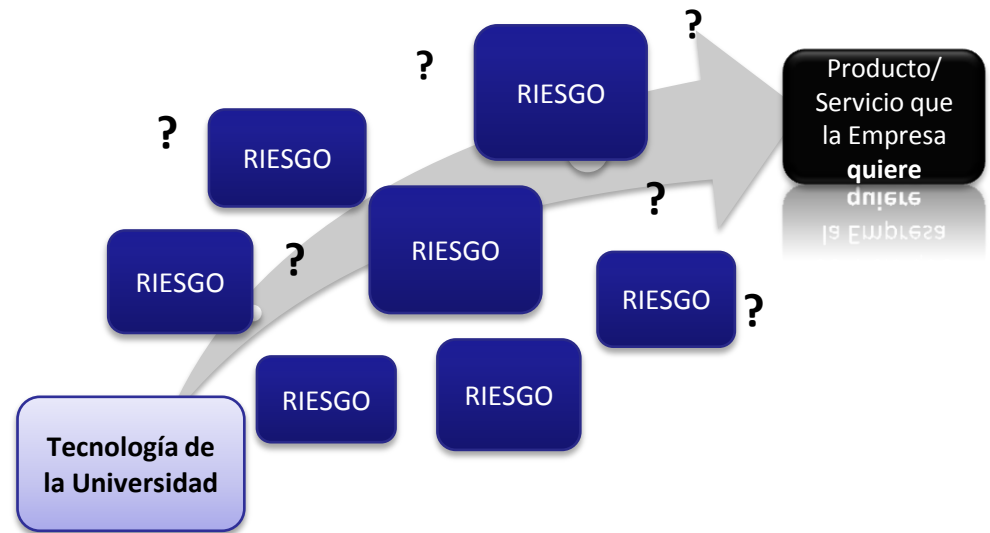 ?
?
RIESGO
Producto/
Servicio que
la Empresa
quiere
?
RIESGO
?
RIESGO
?
RIESGO
RIESGO
?
RIESGO
RIESGO
Tecnología de
la Universidad